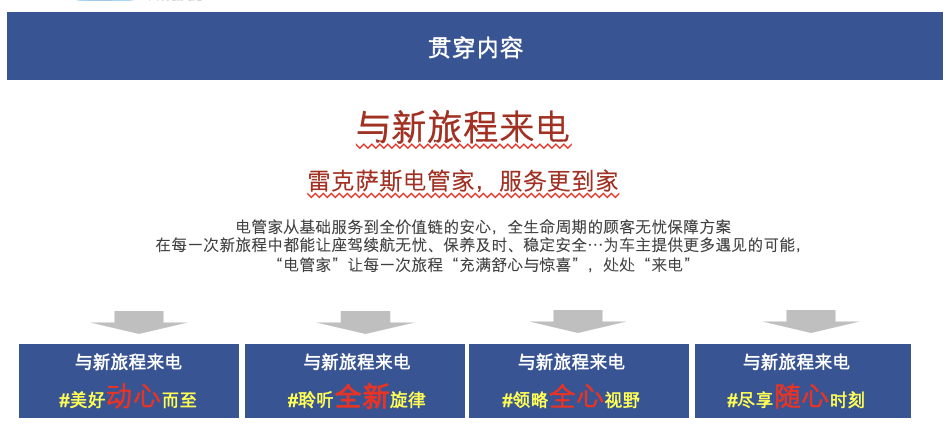 贯穿内容
与新旅程来电
雷克萨斯电管家，服务更到家
电管家从基础服务到全价值链的安心，全生命周期的顾客无忧保障方案
在每一次新旅程中都能让座驾续航无忧、保养及时、稳定安全…为车主提供更多遇见的可能，
“电管家”让每一次旅程“充满舒心与惊喜”，处处“来电”
与新旅程来电
#美好动心而至
与新旅程来电
#聆听全新旋律
与新旅程来电
#领略全心视野
与新旅程来电
#尽享随心时刻